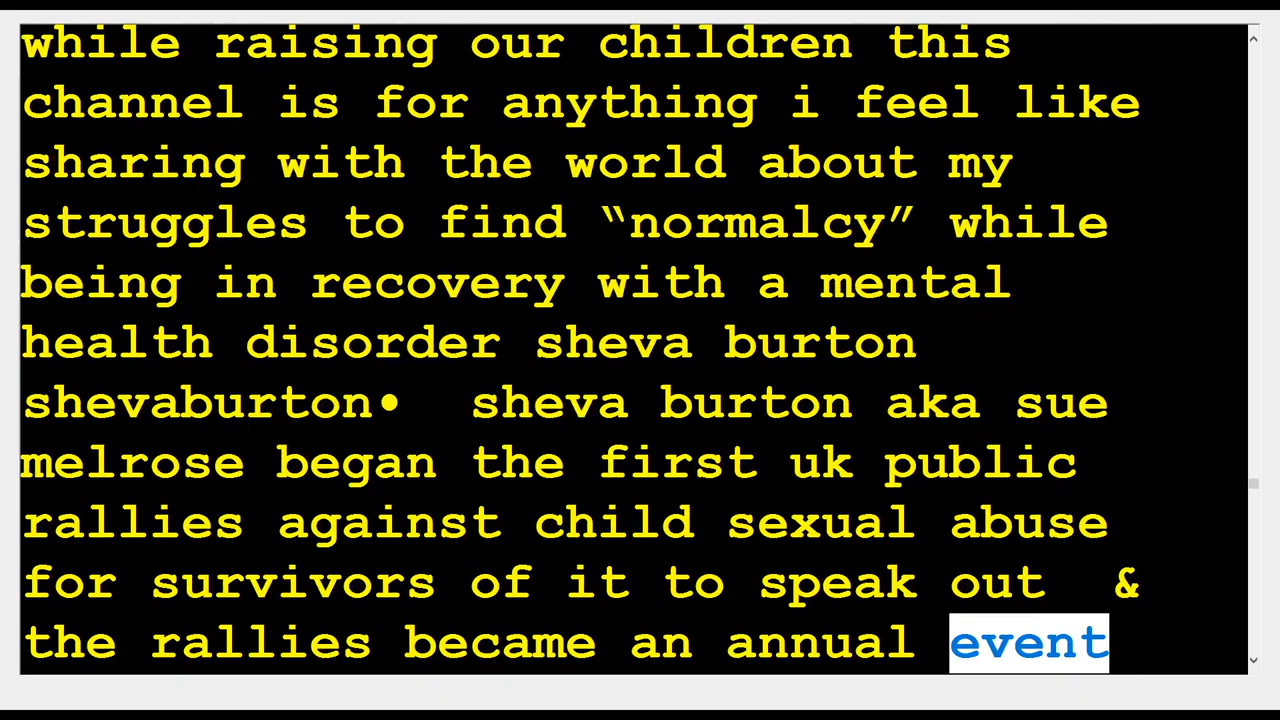 while raising our children this
channel is for anything i feel like
sharing with the world about my
struggles to find “normalcy” while
being in recovery with a mental
health disorder sheva burton
shevaburton•  sheva burton aka sue
melrose began the first uk public
rallies against child sexual abuse
for survivors of it to speak out  &
the rallies became an annual event